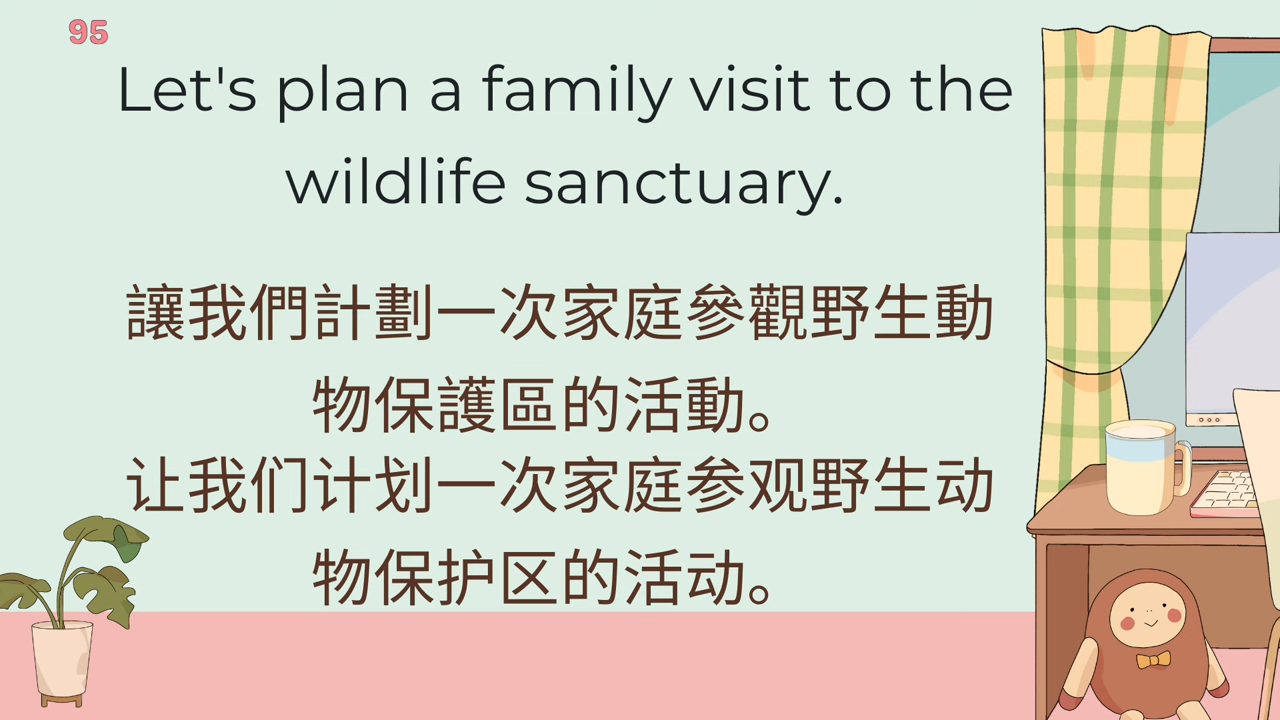 95
Let's plan a family visit to the
wildlife sanctuary.
讓我們計劃一次家庭參觀野生動
物保護區的活動。
让我们计划一次家庭参观野生动
物保护区的活动。